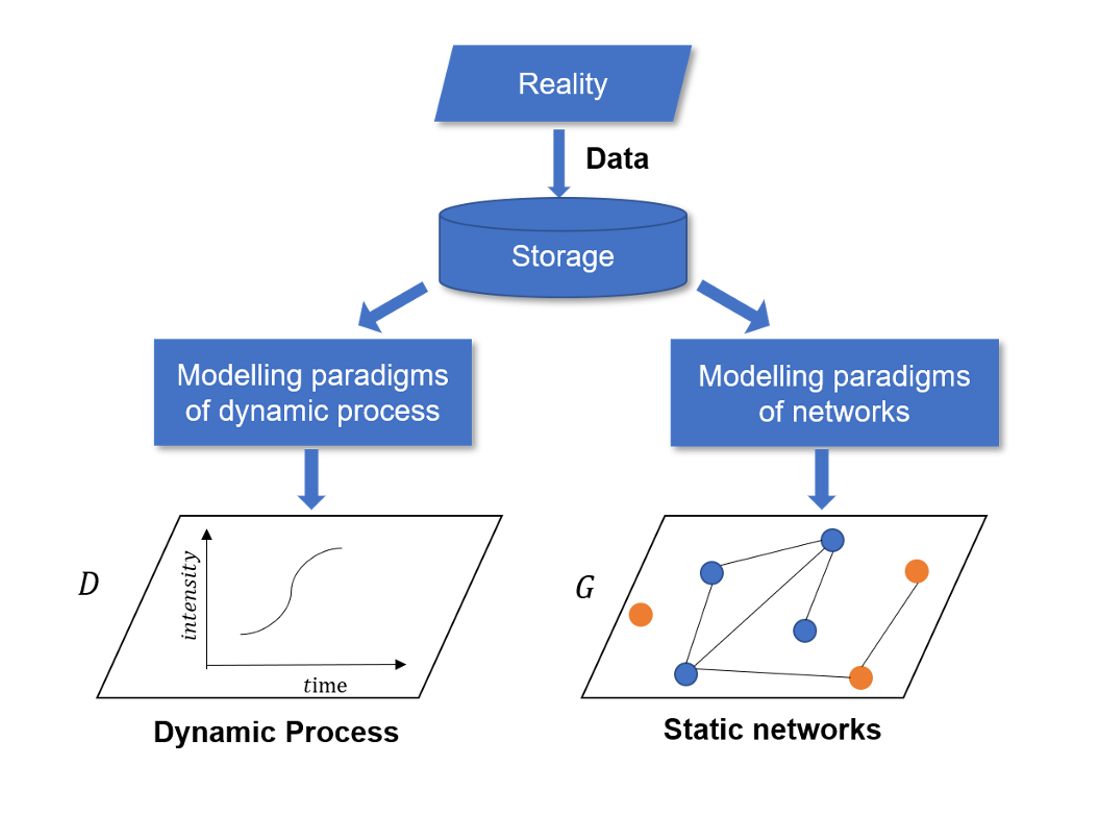 Reality
Data
Storage
Modelling paradigms
of dynamic process
Modelling paradigms
of networks
D
intensity
time
Dynamic Process
G
Static networks